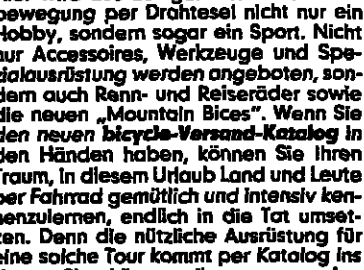 bewegung per Drahtesel nicht nur ein
Hobby, sondern sogar ein Sport. Nicht
nur Accessoires, Werkzeuge und Spe-
zialausrüstung werden angeboten, son-
dern auch Renn- und Reiseräder sowie
die neuen „Mountain Bices". Wenn Sie
den neuen bicycle-Versand-Katalog in
den Händen haben, können Sie Ihren
Traum, in diesem Urlaub Land und Leute
per Fahrrad gemütlich und intensiv ken-
nenzulernen, endlich in die Tat umset-
zen. Denn die nützliche Ausrüstung für
eine solche Tour kommt per Katalog ins